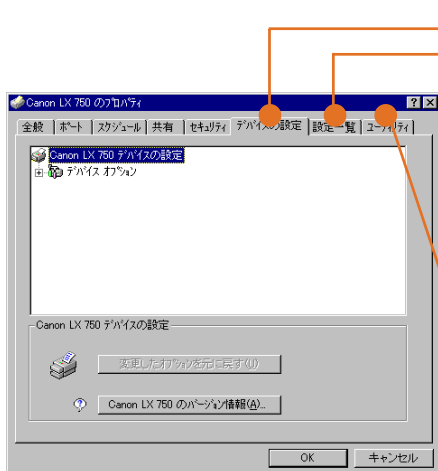 Canon LX 750 のプロパティ
全般 ポート スケジュール 共有 セキュリティ デバイスの設定 設定一覧 ユーティリティ
Canon LX 750 デバイスの設定
デバイス オプション
Canon LX 750 デバイスの設定
変更したオプションを元に戻す(U)
Canon LX 750 のバージョン情報(A)...
OK キャンセル